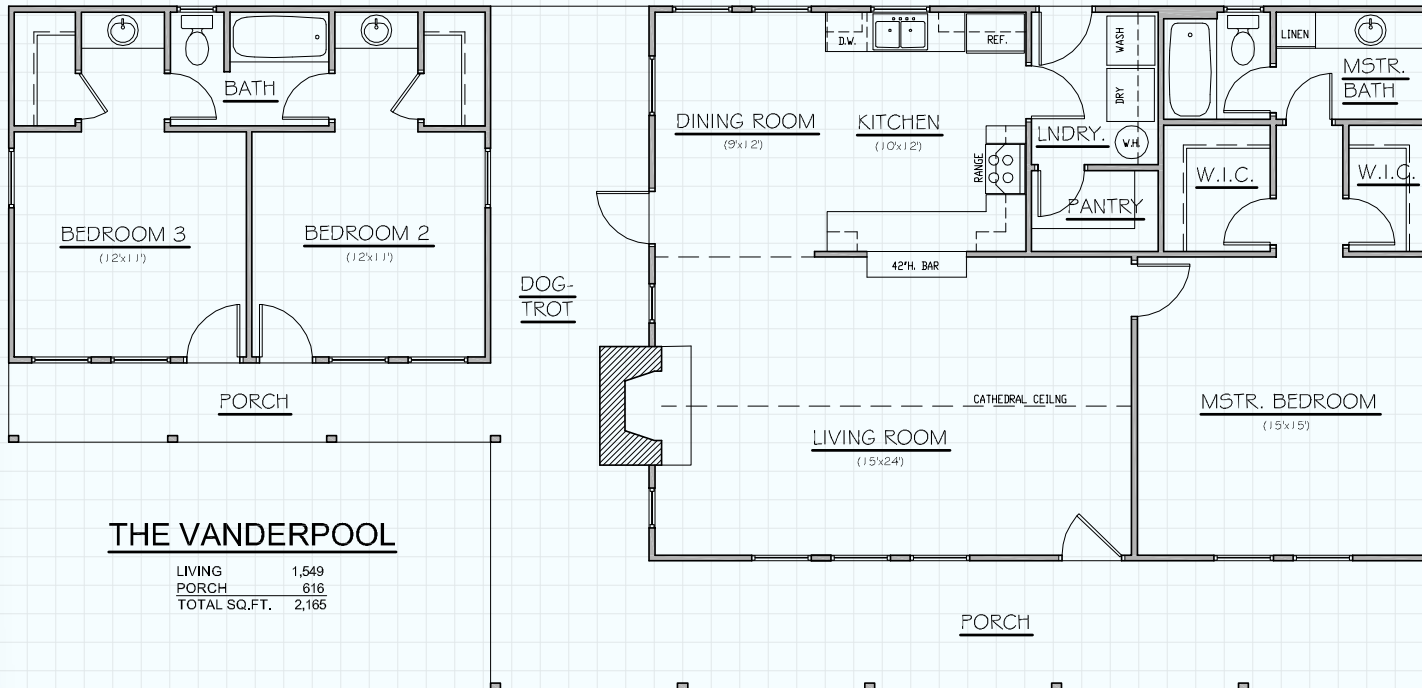 BATH
BEDROOM 3
(12'x11')
BEDROOM 2
(12'x11')
PORCH
DOG-
TROT
THE VANDERPOOL
LIVING 1,549
PORCH 616
TOTAL SQ.FT. 2,165
DINING ROOM
(9'x12')
D.W.
REF.
KITCHEN
(10'x12')
RANGE
42"H. BAR
WASH
DRY
LNDRY.
W.H.
PANTRY
LINEN
MSTR.
BATH
W.I.C.
W.I.C.
CATHEDRAL CEILNG
LIVING ROOM
(15'x24')
MSTR. BEDROOM
(15'x15')
PORCH